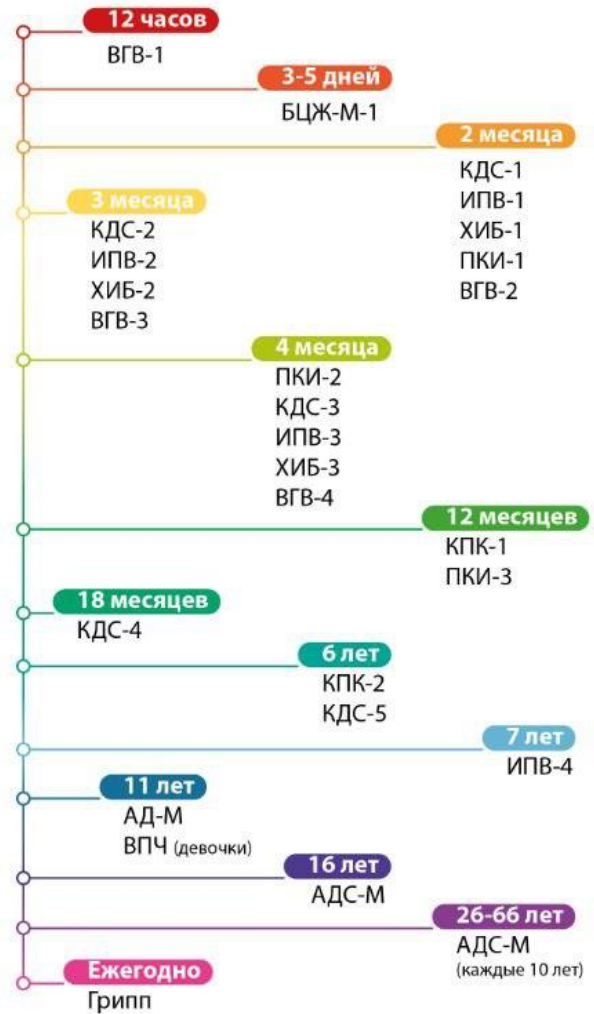 12 часов
ВГВ-1
3-5 дней
БЦЖ-М-1
2 месяца
КДС-1
ИПВ-1
ХИБ-1
ПКИ-1
ВГВ-2
3 месяца
КДС-2
ИПВ-2
ХИБ-2
ВГВ-3
4 месяца
ПКИ-2
КДС-3
ИПВ-3
ХИБ-3
ВГВ-4
12 месяцев
КПК-1
ПКИ-3
18 месяцев
КДС-4
6 лет
КПК-2
КДС-5
7 лет
ИПВ-4
11 лет
АД-М
ВПЧ (девочки)
16 лет
АДС-М
26-66 лет
АДС-М
(каждые 10 лет)
Ежегодно
Грипп